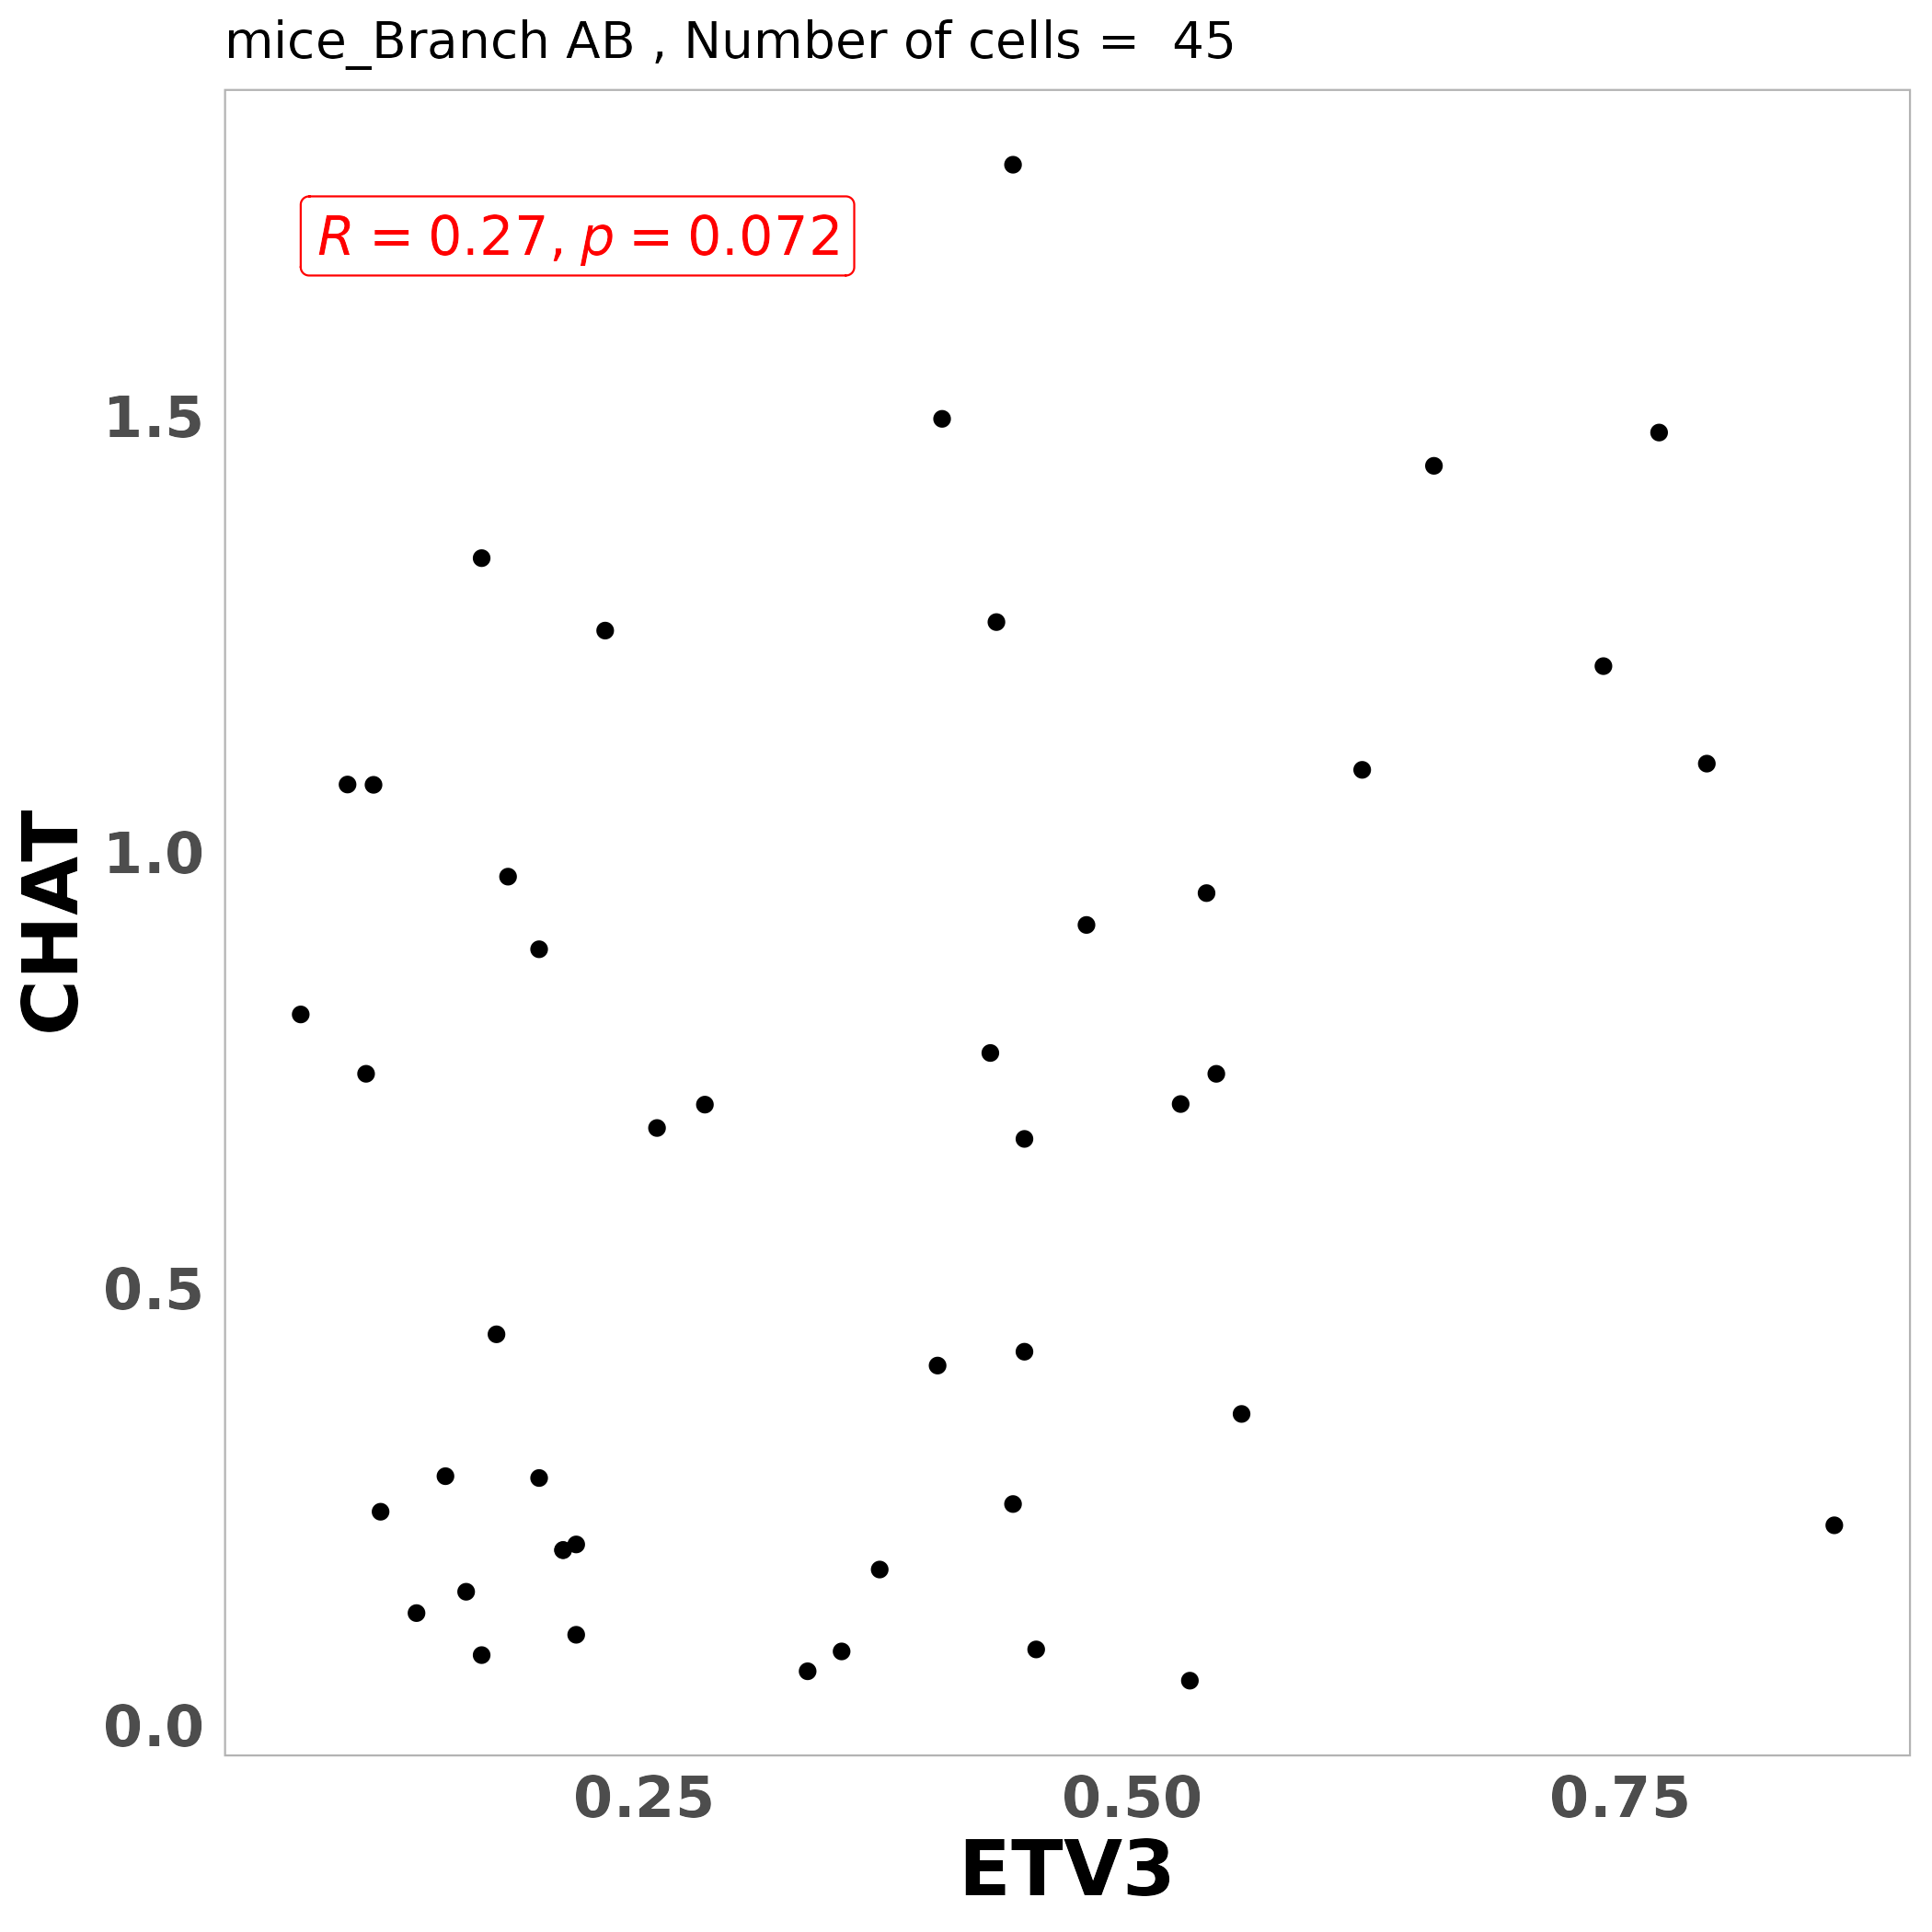 mice_Branch AB , Number of cells =  45
R = 0.27, p = 0.072
CHAT
1.5
1.0
0.5
0.0
0.25 0.50 0.75
ETV3